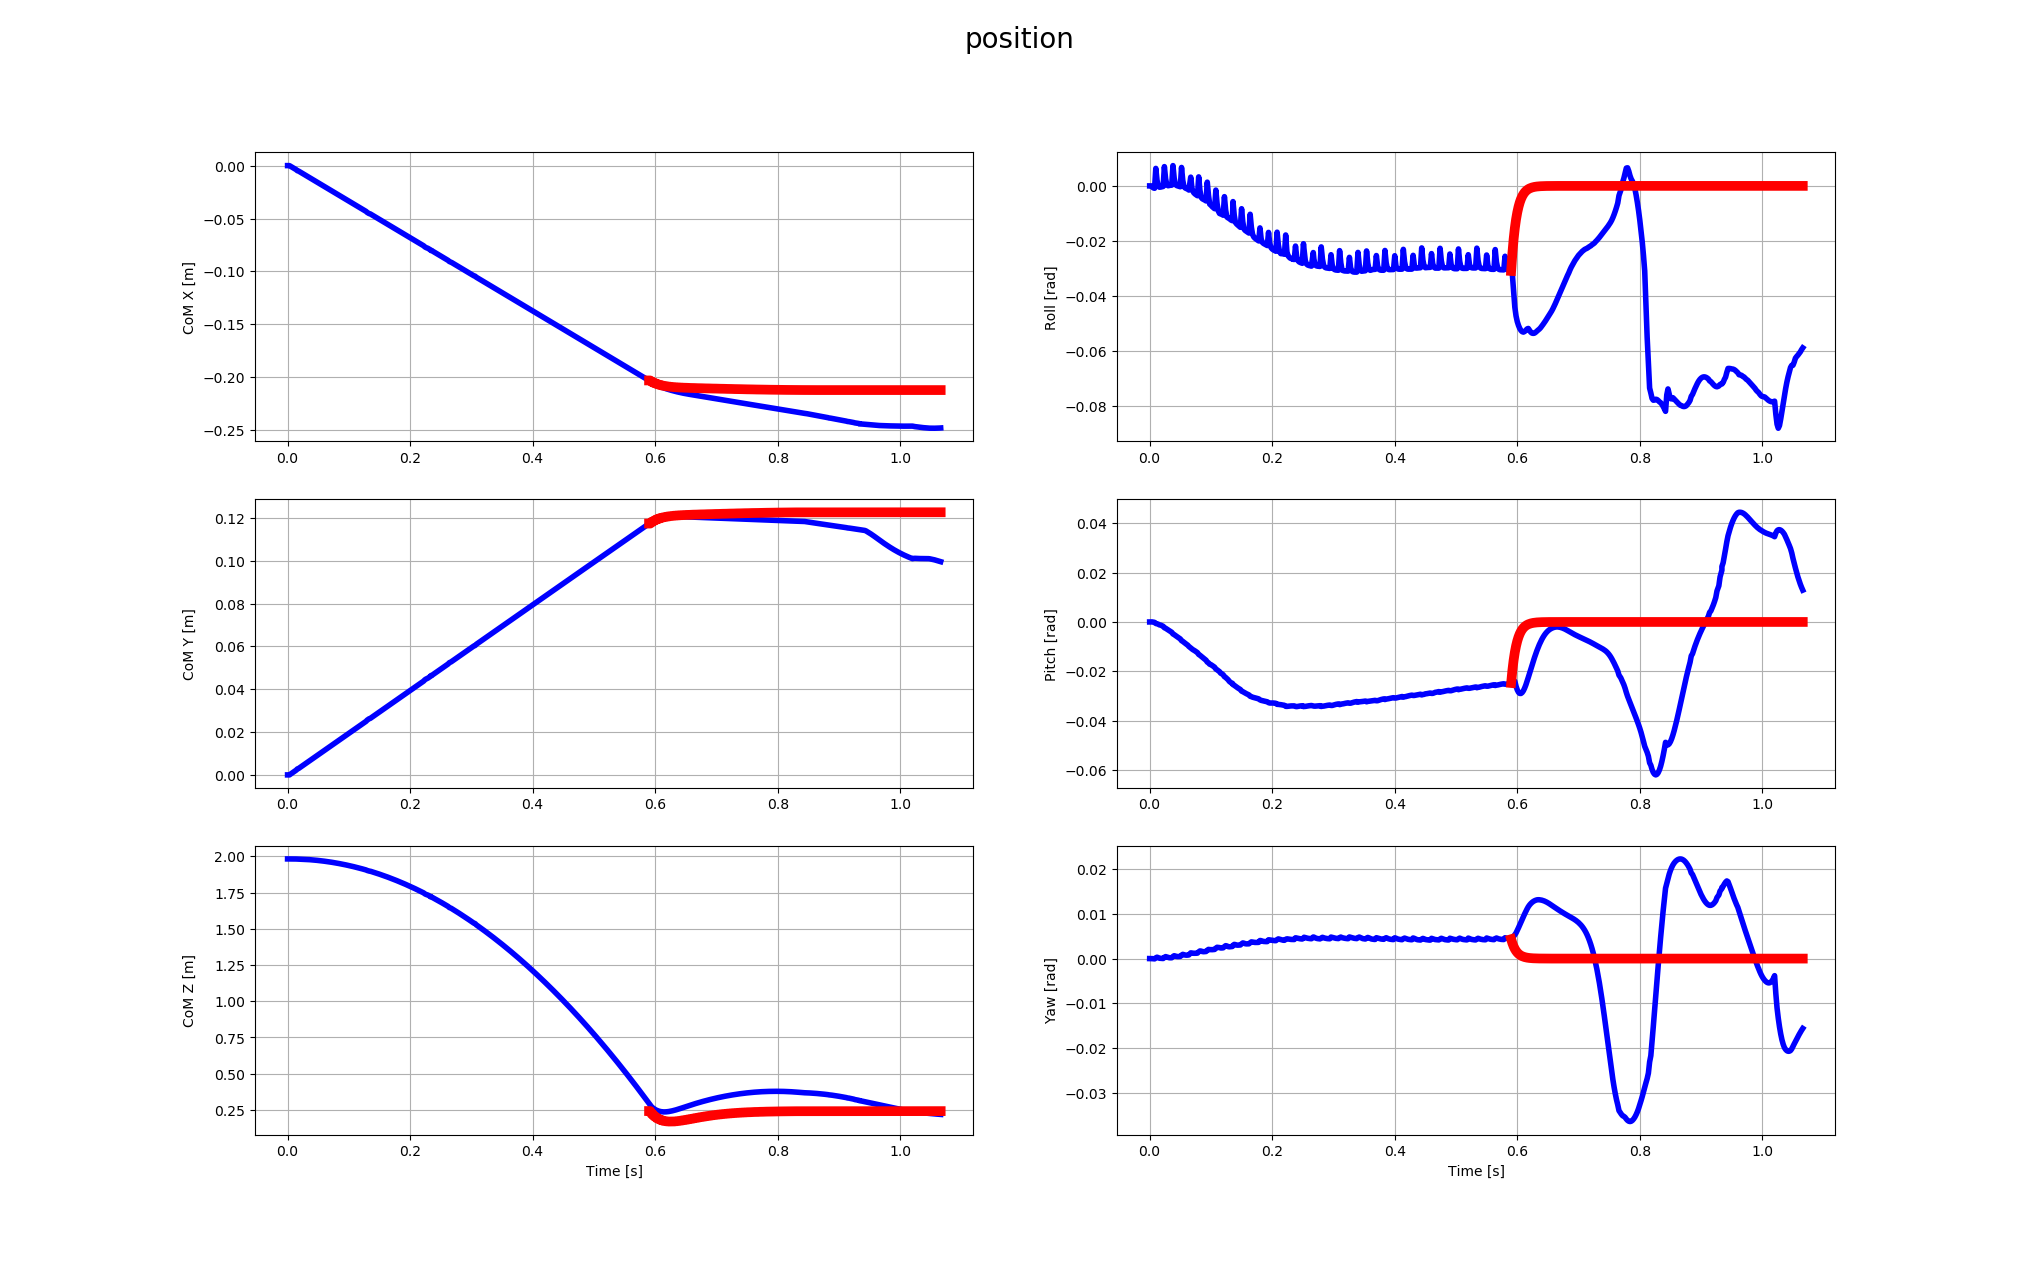 position
0.00
−0.05
−0.10
−0.15
−0.20
−0.25
CoM X [m]
0.0 0.2 0.4 0.6 0.8 1.0
0.00
−0.02
−0.04
−0.06
−0.08
Roll [rad]
0.0 0.2 0.4 0.6 0.8 1.0
0.12
0.10
0.08
0.06
0.04
0.02
0.00
CoM Y [m]
0.0 0.2 0.4 0.6 0.8 1.0
0.04
0.02
0.00
−0.02
−0.04
−0.06
Pitch [rad]
0.0 0.2 0.4 0.6 0.8 1.0
2.00
1.75
1.50
1.25
1.00
0.75
0.50
0.25
CoM Z [m]
0.0 0.2 0.4 0.6 0.8 1.0
Time [s]
0.02
0.01
0.00
−0.01
−0.02
−0.03
Yaw [rad]
0.0 0.2 0.4 0.6 0.8 1.0
Time [s]